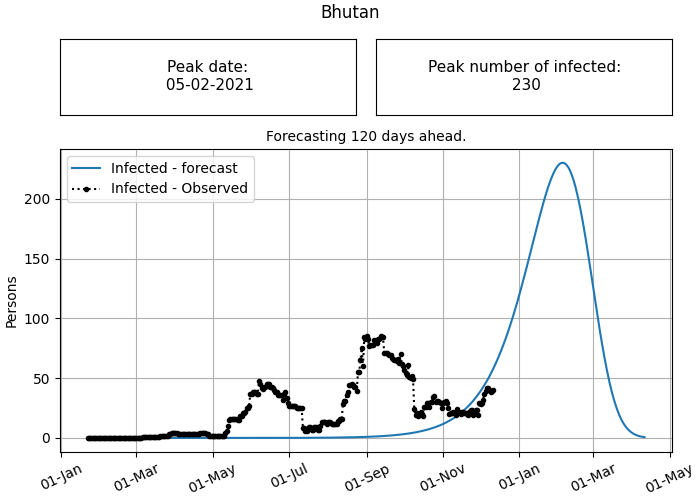 Bhutan
Peak date:
05-02-2021
Peak number of infected:
230
Forecasting 120 days ahead.
Infected - forecast
Infected - Observed
Persons
200
150
100
50
0
01-Jan
01-Mar
01-May
01-Jul
01-Sep
01-Nov
01-Jan
01-Mar
01-May